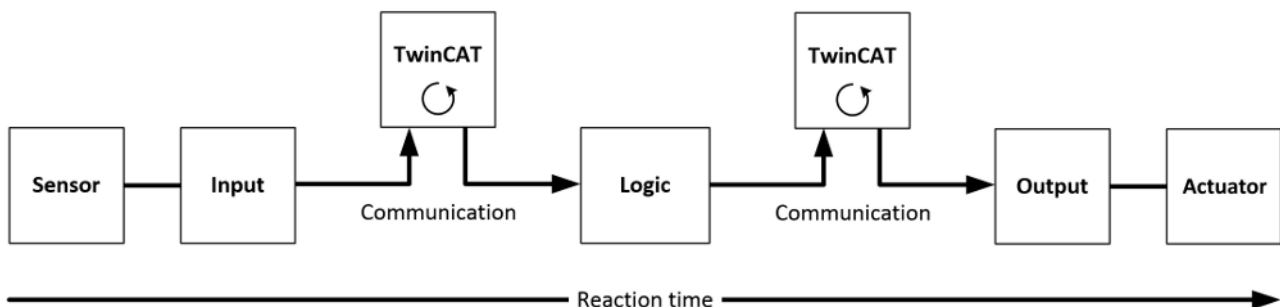 TwinCAT
TwinCAT
Sensor
Input
Logic
Output
Actuator
Communication
Communication
Reaction time